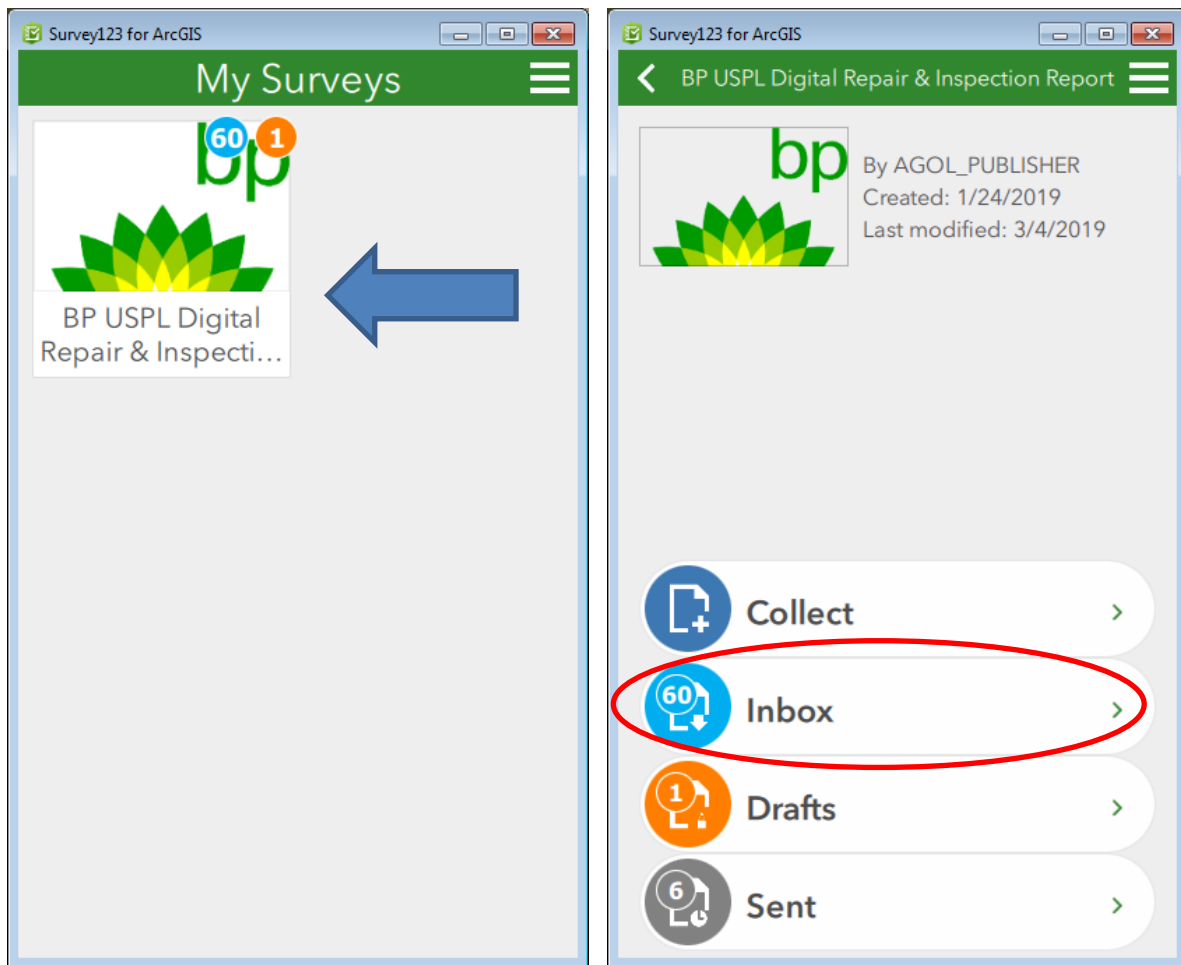 Survey123 for ArcGIS
My Surveys
60 1
bp
BP USPL Digital
Repair & Inspecti...
Survey123 for ArcGIS
BP USPL Digital Repair & Inspection Report
bp
By AGOL_PUBLISHER
Created: 1/24/2019
Last modified: 3/4/2019
Collect
60 Inbox
1 Drafts
6 Sent